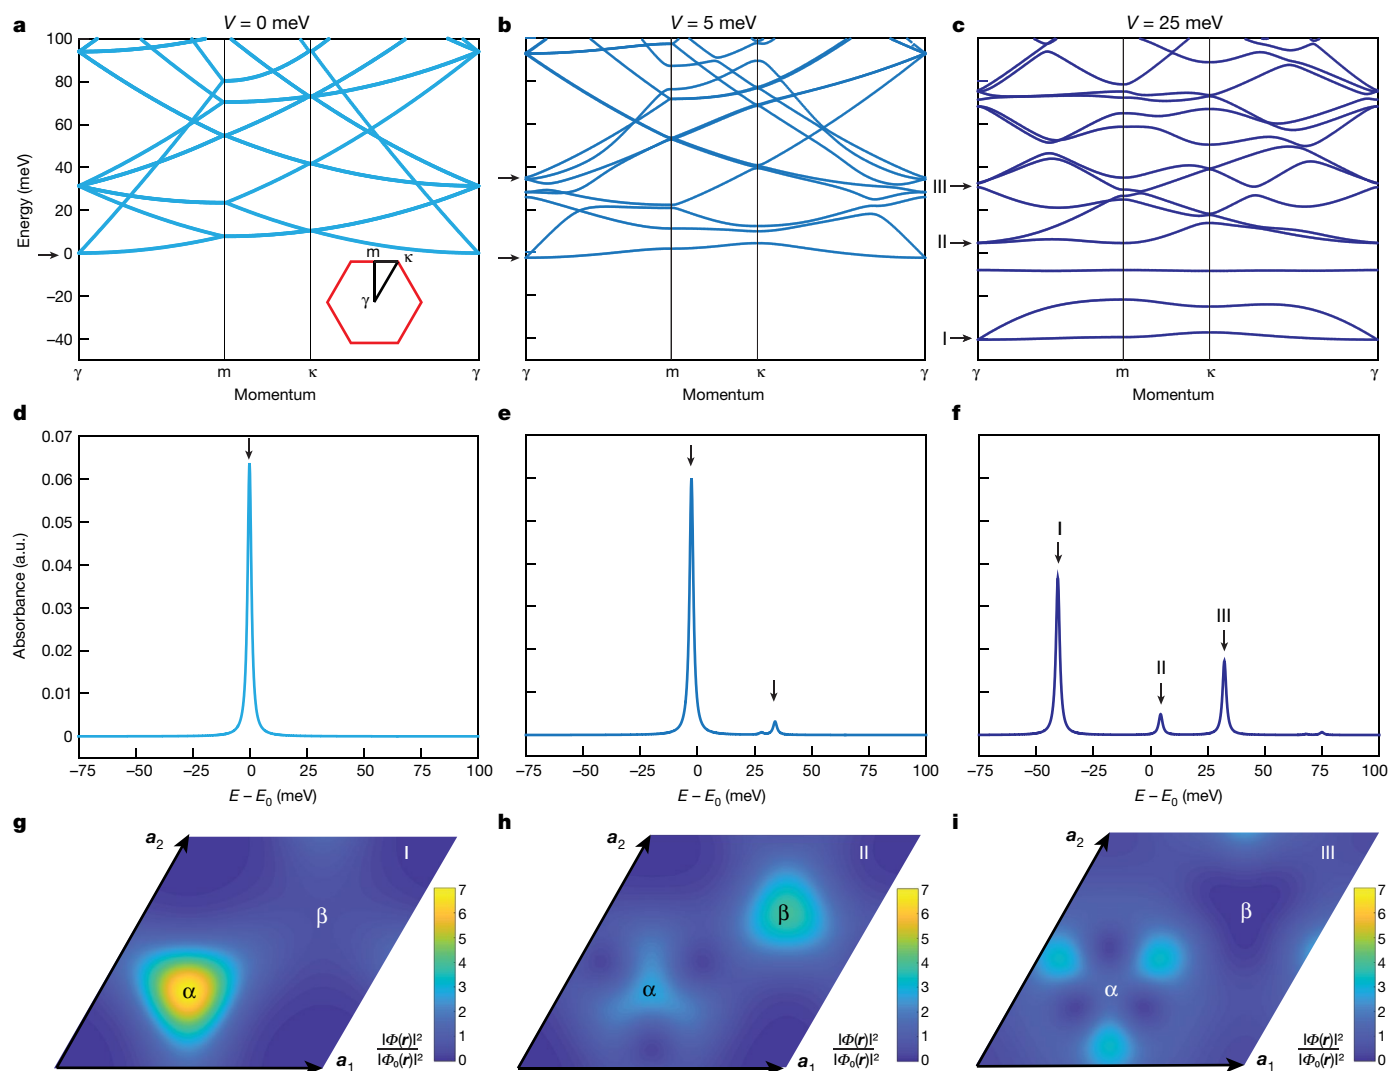 a V = 0 meV
b V = 5 meV
c V = 25 meV
Energy (meV)
100
80
60
40
20
0
−20
−40
m κ
γ
III
II
I
γ m κ γ
γ m κ γ
γ m κ γ
Momentum
Momentum
Momentum
d
e
f
Absorbance (a.u.)
0.07
0.06
0.05
0.04
0.03
0.02
0.01
0
I
II
III
−75 −50 −25 0 25 50 75 100
−75 −50 −25 0 25 50 75 100
−75 −50 −25 0 25 50 75 100
E − E0 (meV)
E − E0 (meV)
E − E0 (meV)
g
a2
I
β
α
a1
7
6
5
4
3
2
1
0
|Φ(r)|²
|Φ0(r)|²
h
a2
II
β
α
a1
7
6
5
4
3
2
1
0
|Φ(r)|²
|Φ0(r)|²
i
a2
III
β
α
a1
7
6
5
4
3
2
1
0
|Φ(r)|²
|Φ0(r)|²